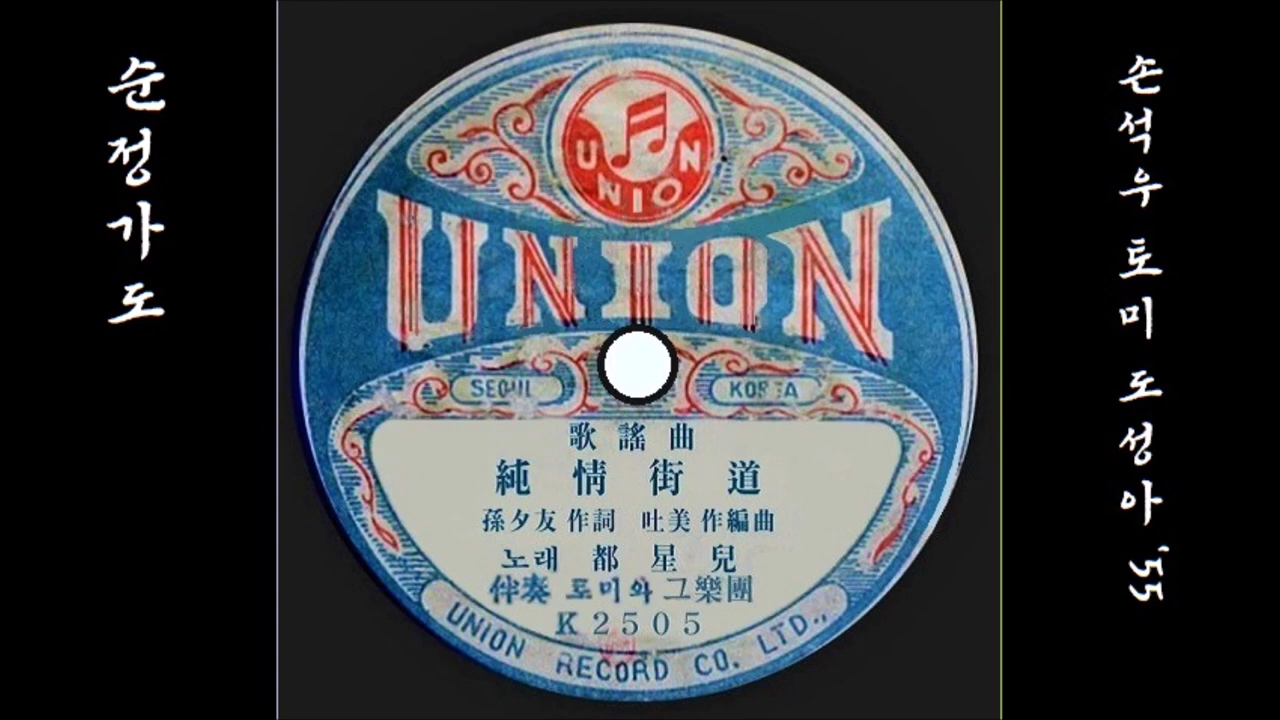 순정가도
UNION
UNION
SEOUL KOREA
歌謠曲
純情街道
孫夕友 作詞 吐美 作編曲
노래 都星兒
伴奏 토미와 그樂團
K2505
UNION RECORD CO. LTD.,
손석우 토미 도성아 '55